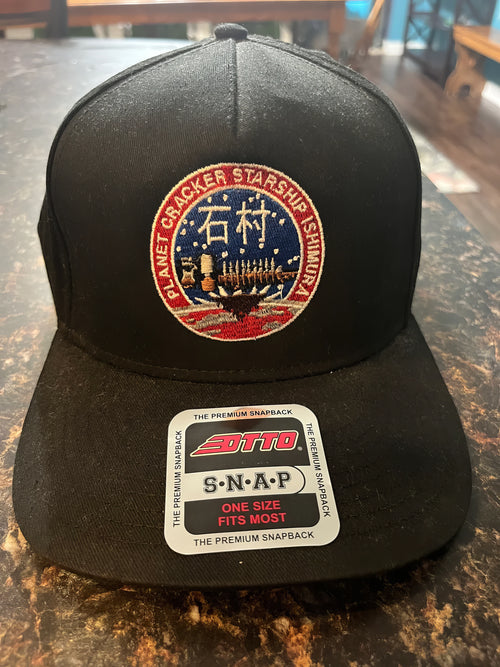 PLANET CRACKER STARSHIP ISHIMURA
石村
THE PREMIUM SNAPBACK
THE PREMIUM SNAPBACK
THE PREMIUM SNAPBACK
OTTO®
S·N·A·P
ONE SIZE
FITS MOST
THE PREMIUM SNAPBACK